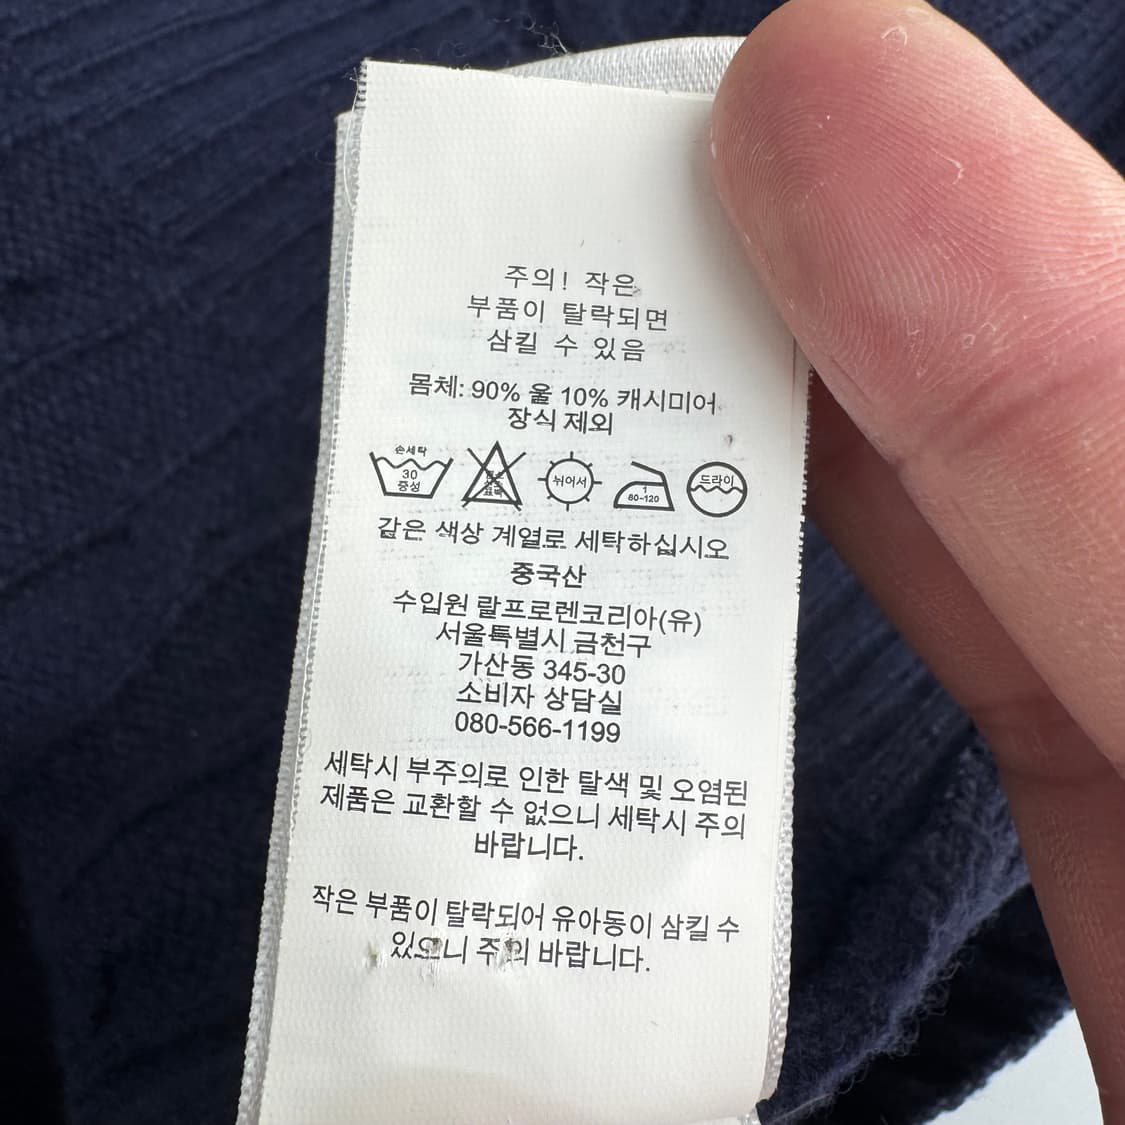 주의! 작은
부품이 탈락되면
삼킬 수 있음
몸체: 90% 울 10% 캐시미어
장식 제외
손세탁
30
중성
뉘어서
1
80-120
드라이
같은 색상 계열로 세탁하십시오
중국산
수입원 랄프로렌코리아(유)
서울특별시 금천구
가산동 345-30
소비자 상담실
080-566-1199
세탁시 부주의로 인한 탈색 및 오염된
제품은 교환할 수 없으니 세탁시 주의
바랍니다.
작은 부품이 탈락되어 유아동이 삼킬 수
있으니 주의 바랍니다.